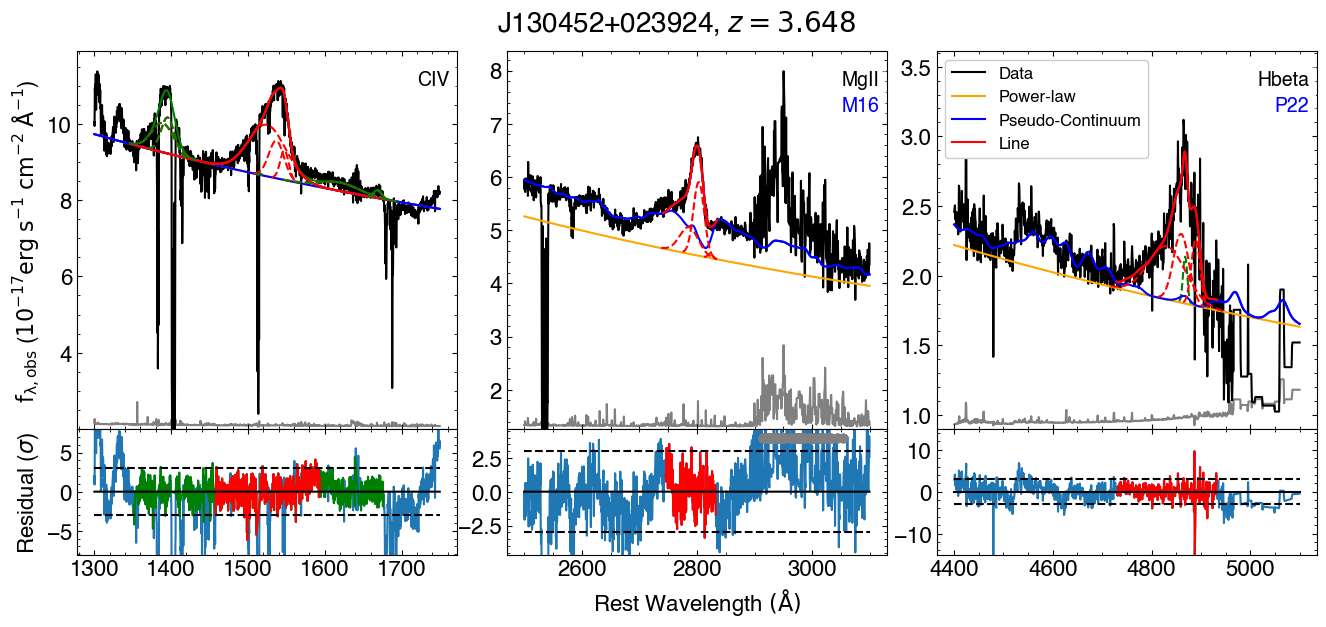 J130452+023924, z = 3.648
CIV
MgII
M16
Hbeta
P22
Data
Power-law
Pseudo-Continuum
Line
f_λ,obs (10⁻¹⁷erg s⁻¹ cm⁻² Å⁻¹)
10
8
6
4
8
7
6
5
4
3
2
3.5
3.0
2.5
2.0
1.5
1.0
Residual (σ)
5
0
−5
2.5
0.0
−2.5
10
0
−10
1300 1400 1500 1600 1700
2600 2800 3000
4400 4600 4800 5000
Rest Wavelength (Å)